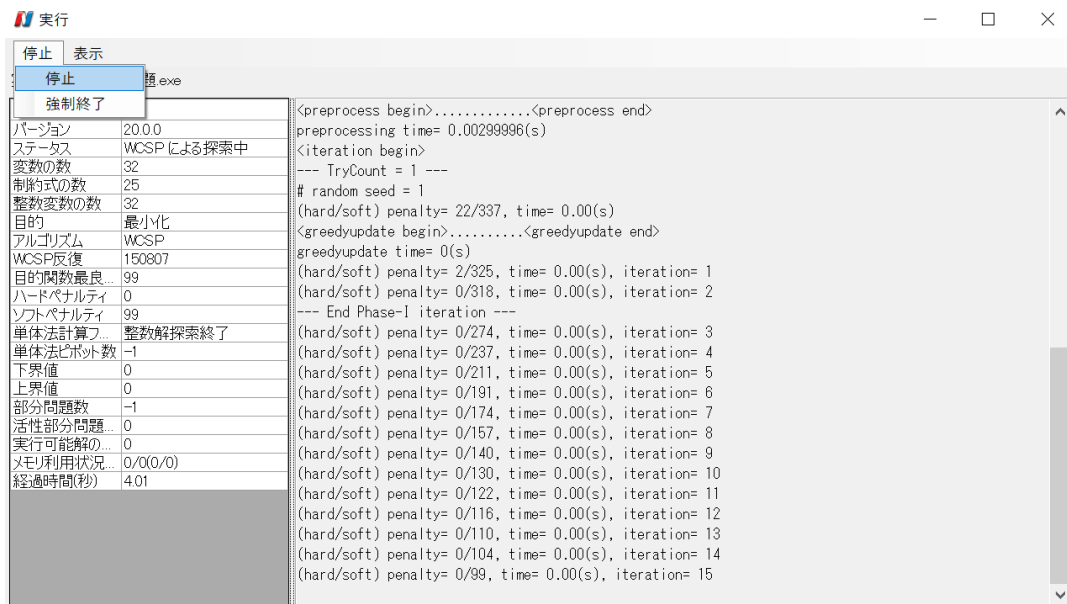 実行
停止 表示
停止
強制終了
題.exe
バージョン 20.0.0
ステータス WCSP による探索中
変数の数 32
制約式の数 25
整数変数の数 32
目的 最小化
アルゴリズム WCSP
WCSP反復 150807
目的関数最良... 99
ハードペナルティ 0
ソフトペナルティ 99
単体法計算フ... 整数解探索終了
単体法ピボット数 -1
下界値 0
上界値 0
部分問題数 -1
活性部分問題... 0
実行可能解の... 0
メモリ利用状況... 0/0(0/0)
経過時間(秒) 4.01
<preprocess begin>.............<preprocess end>
preprocessing time= 0.00299996(s)
<iteration begin>
--- TryCount = 1 ---
# random seed = 1
(hard/soft) penalty= 22/337, time= 0.00(s)
<greedyupdate begin>..........<greedyupdate end>
greedyupdate time= 0(s)
(hard/soft) penalty= 2/325, time= 0.00(s), iteration= 1
(hard/soft) penalty= 0/318, time= 0.00(s), iteration= 2
--- End Phase-I iteration ---
(hard/soft) penalty= 0/274, time= 0.00(s), iteration= 3
(hard/soft) penalty= 0/237, time= 0.00(s), iteration= 4
(hard/soft) penalty= 0/211, time= 0.00(s), iteration= 5
(hard/soft) penalty= 0/191, time= 0.00(s), iteration= 6
(hard/soft) penalty= 0/174, time= 0.00(s), iteration= 7
(hard/soft) penalty= 0/157, time= 0.00(s), iteration= 8
(hard/soft) penalty= 0/140, time= 0.00(s), iteration= 9
(hard/soft) penalty= 0/130, time= 0.00(s), iteration= 10
(hard/soft) penalty= 0/122, time= 0.00(s), iteration= 11
(hard/soft) penalty= 0/116, time= 0.00(s), iteration= 12
(hard/soft) penalty= 0/110, time= 0.00(s), iteration= 13
(hard/soft) penalty= 0/104, time= 0.00(s), iteration= 14
(hard/soft) penalty= 0/99, time= 0.00(s), iteration= 15